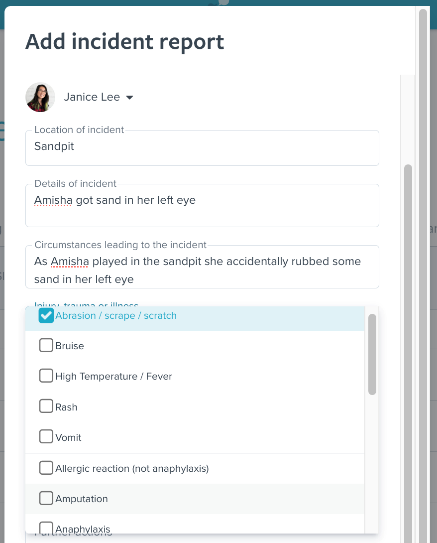 Add incident report
Janice Lee
Location of incident
Sandpit
Details of incident
Amisha got sand in her left eye
Circumstances leading to the incident
As Amisha played in the sandpit she accidentally rubbed some
sand in her left eye
Injury, trauma or illness
Abrasion / scrape / scratch
Bruise
High Temperature / Fever
Rash
Vomit
Allergic reaction (not anaphylaxis)
Amputation
Anaphylaxis
Further actions